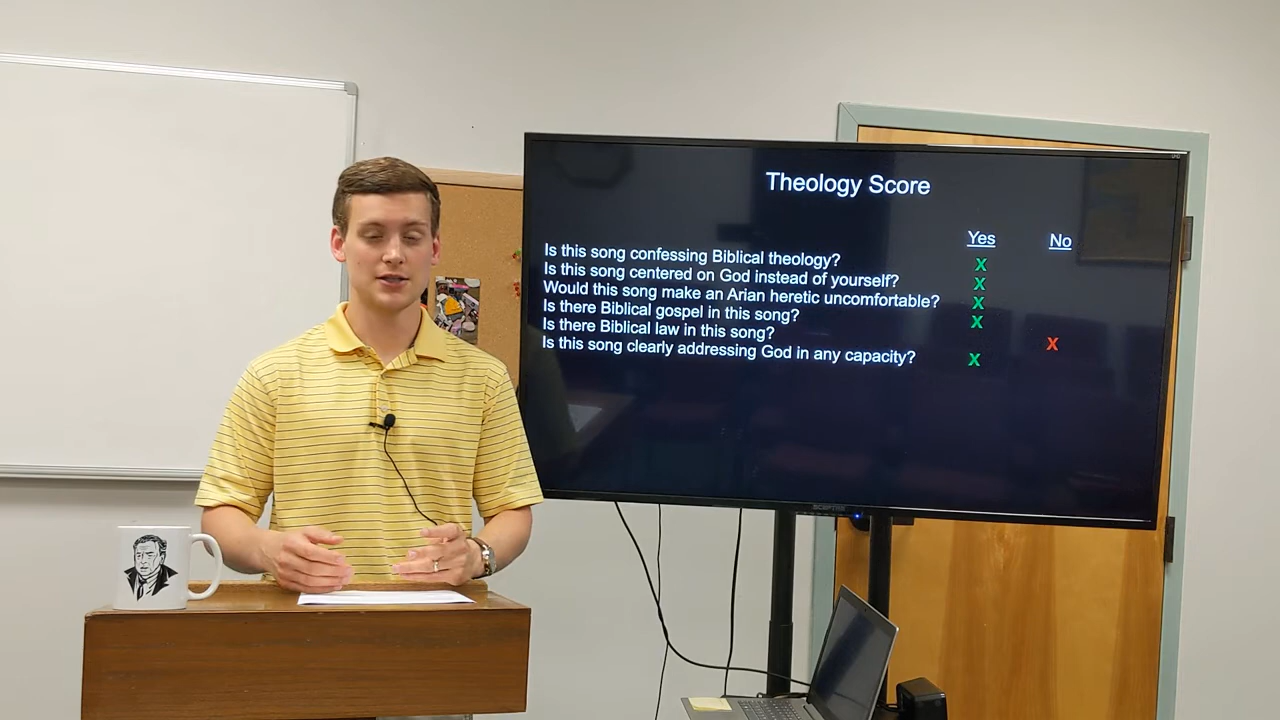 Theology Score
Yes No
Is this song confessing Biblical theology? X
Is this song centered on God instead of yourself? X
Would this song make an Arian heretic uncomfortable? X
Is there Biblical gospel in this song? X
Is there Biblical law in this song? X
Is this song clearly addressing God in any capacity? X
SCEPTRE